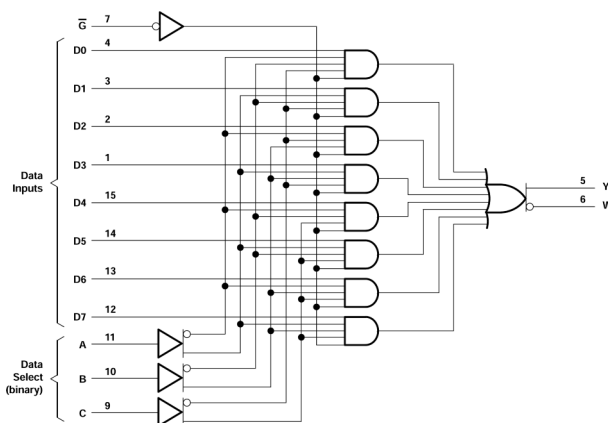 G 7
D0 4
D1 3
D2 2
D3 1
Data
Inputs
D4 15
D5 14
D6 13
D7 12
5 Y
6 W
Data
Select
(binary)
A 11
B 10
C 9